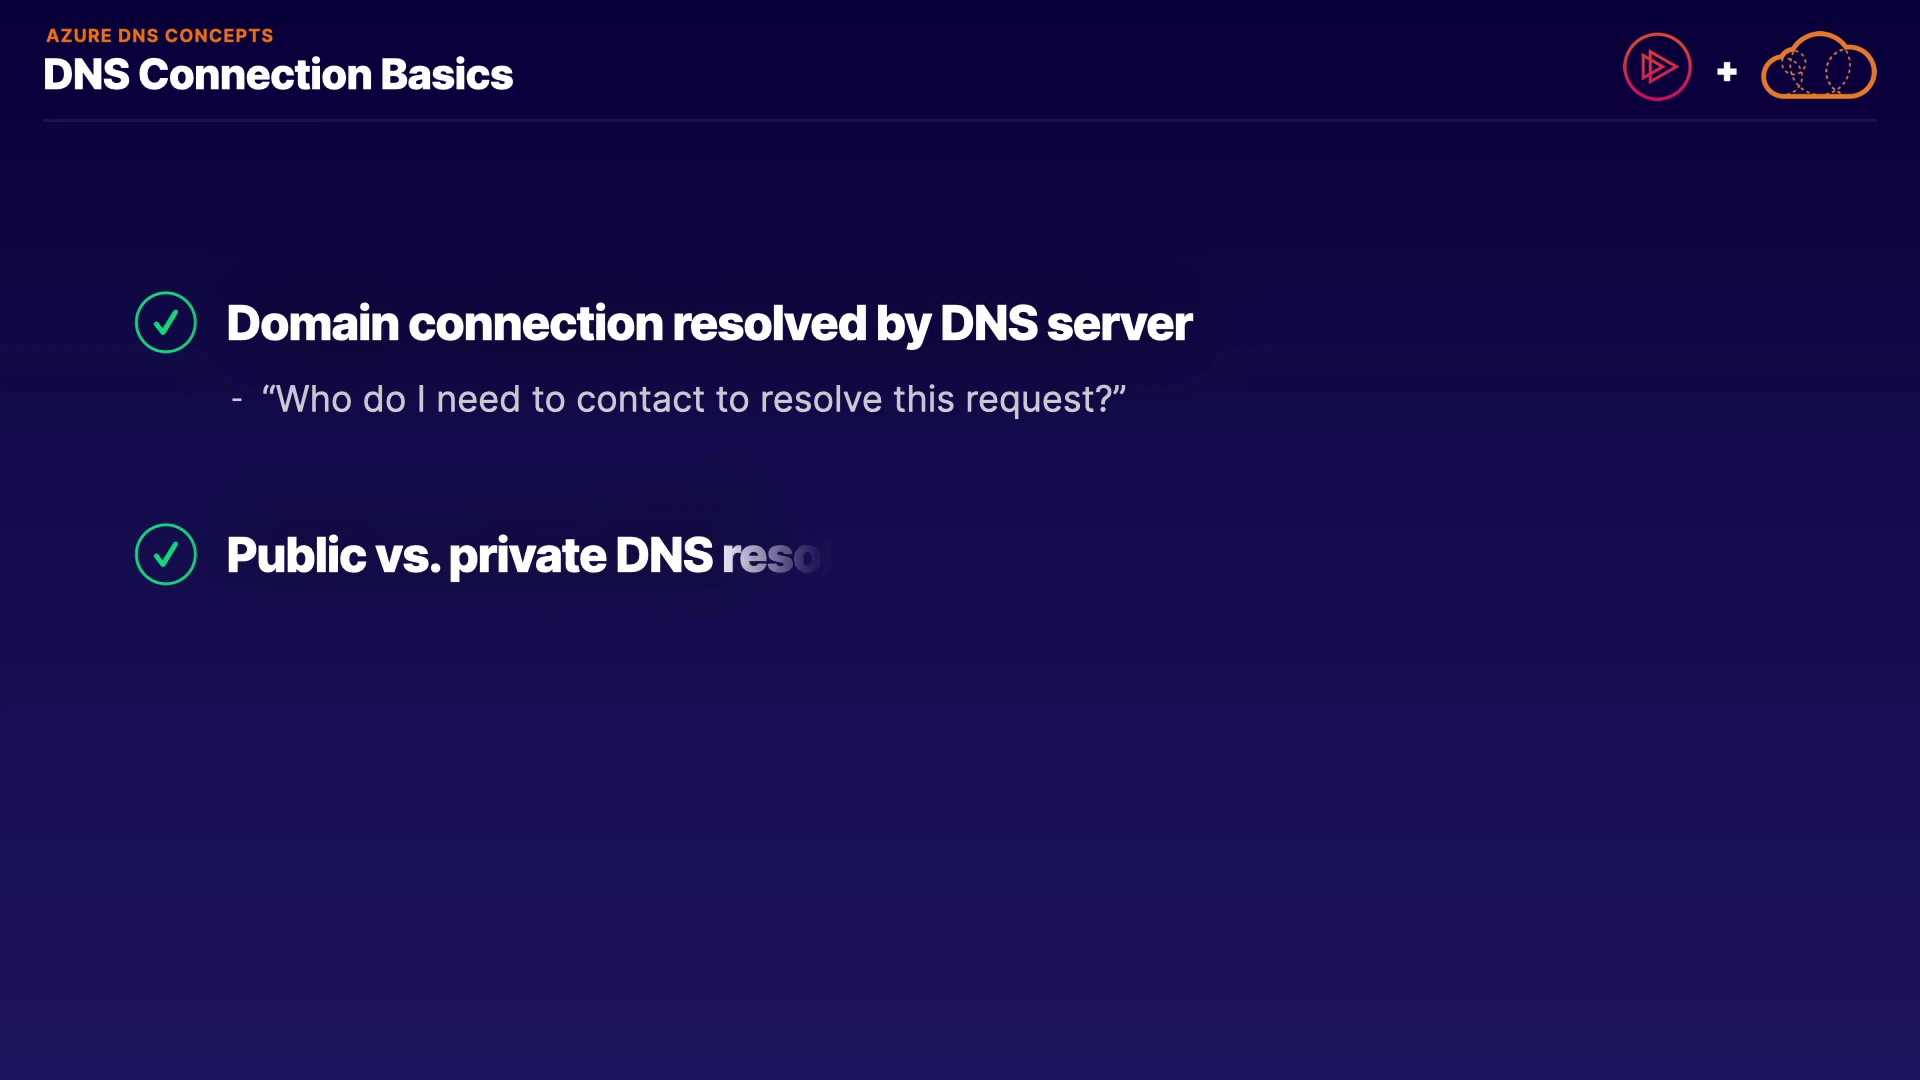 AZURE DNS CONCEPTS
DNS Connection Basics
+
Domain connection resolved by DNS server
- “Who do I need to contact to resolve this request?”
Public vs. private DNS reso